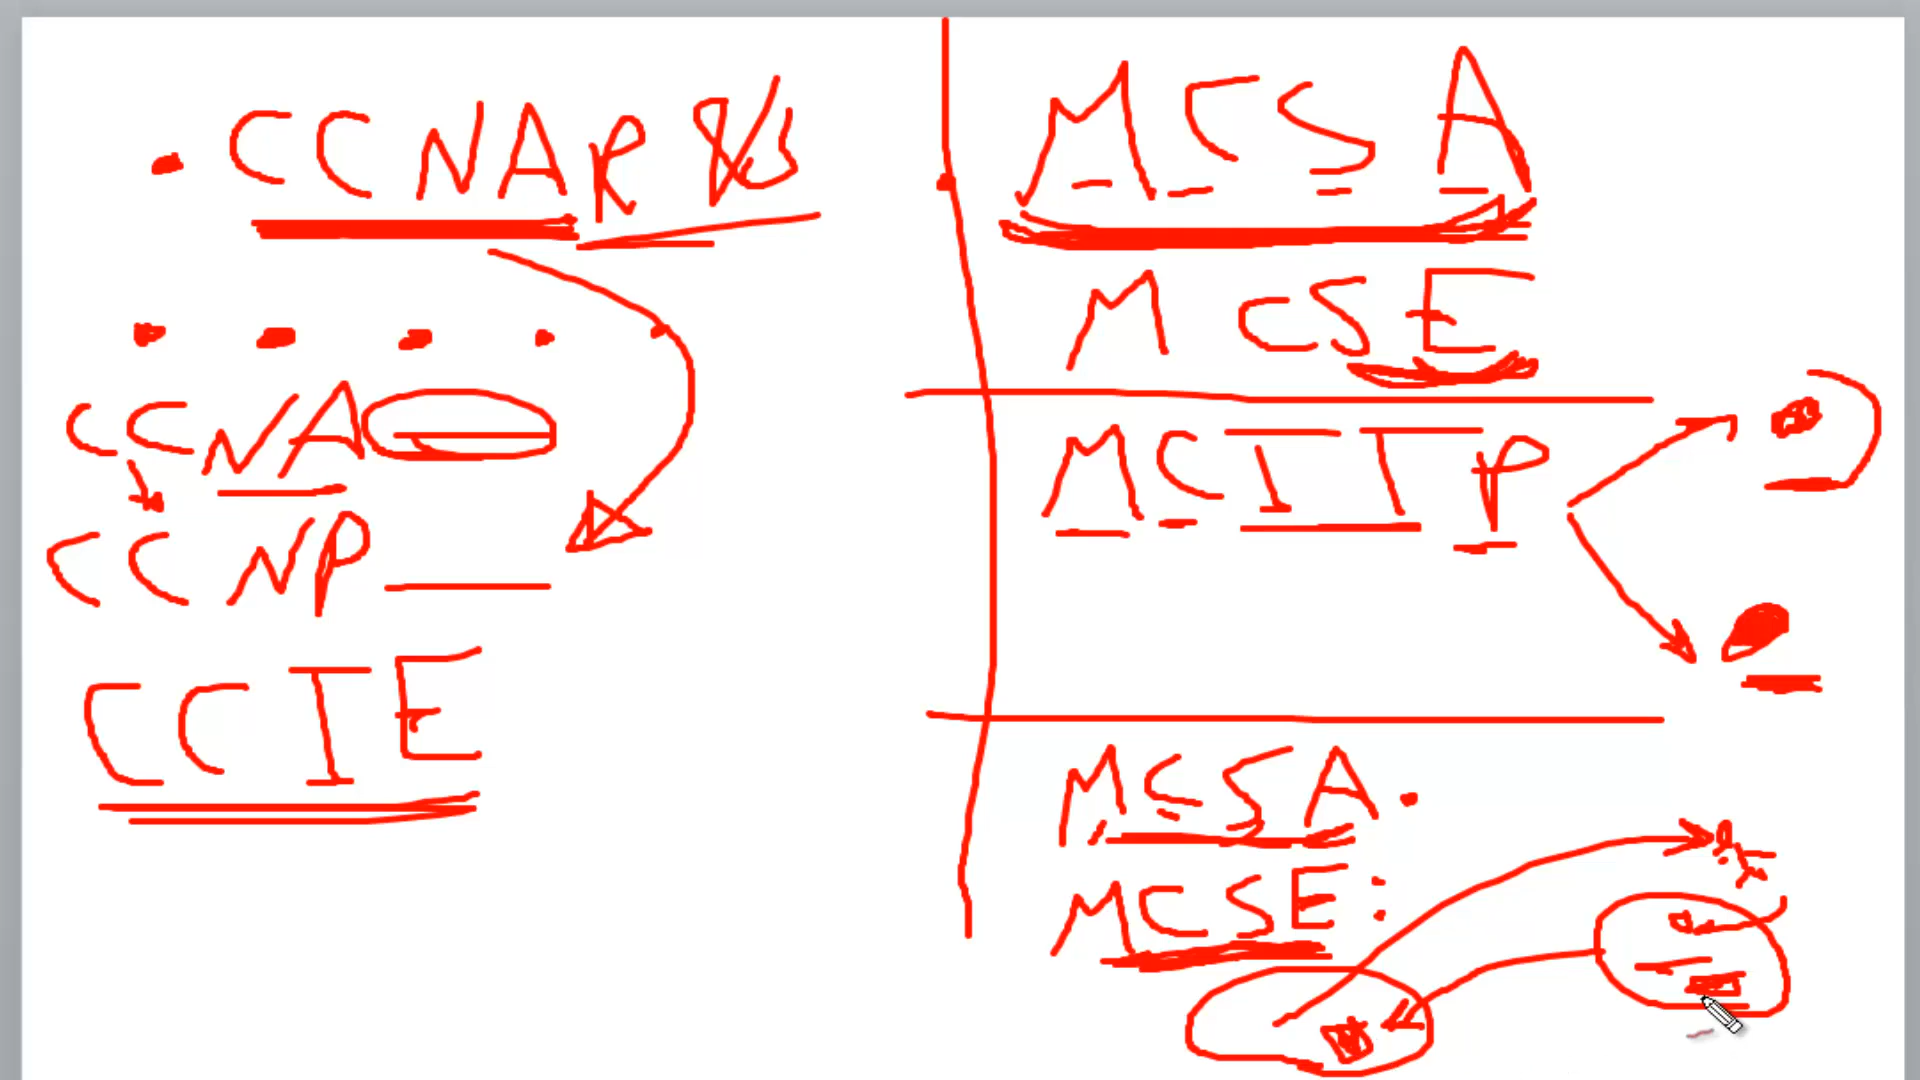 CCNA R&S
CCNA
CCNP
CCIE
MCSA
MCSE
MCITP
MCSA.
MCSE: